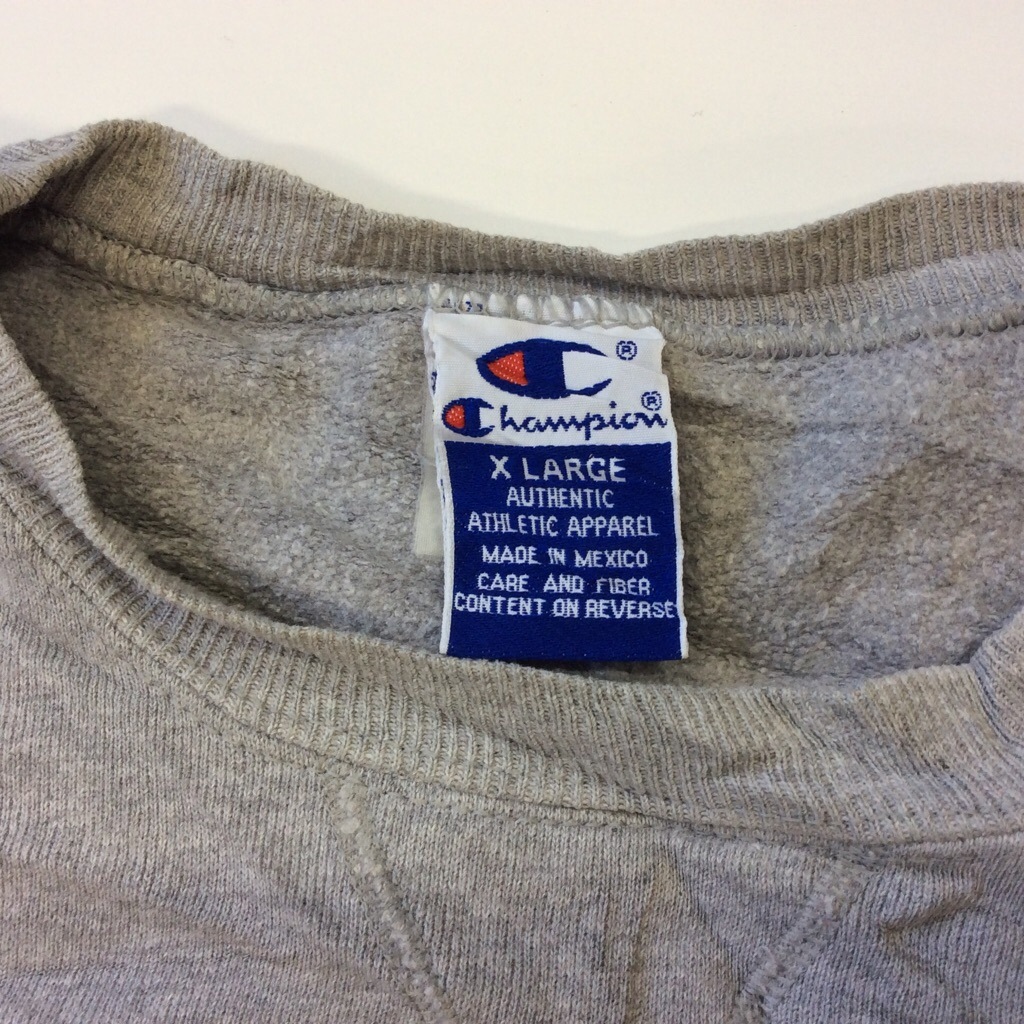 ®
Champion®
X LARGE
AUTHENTIC
ATHLETIC APPAREL
MADE IN MEXICO
CARE AND FIBER
CONTENT ON REVERSE